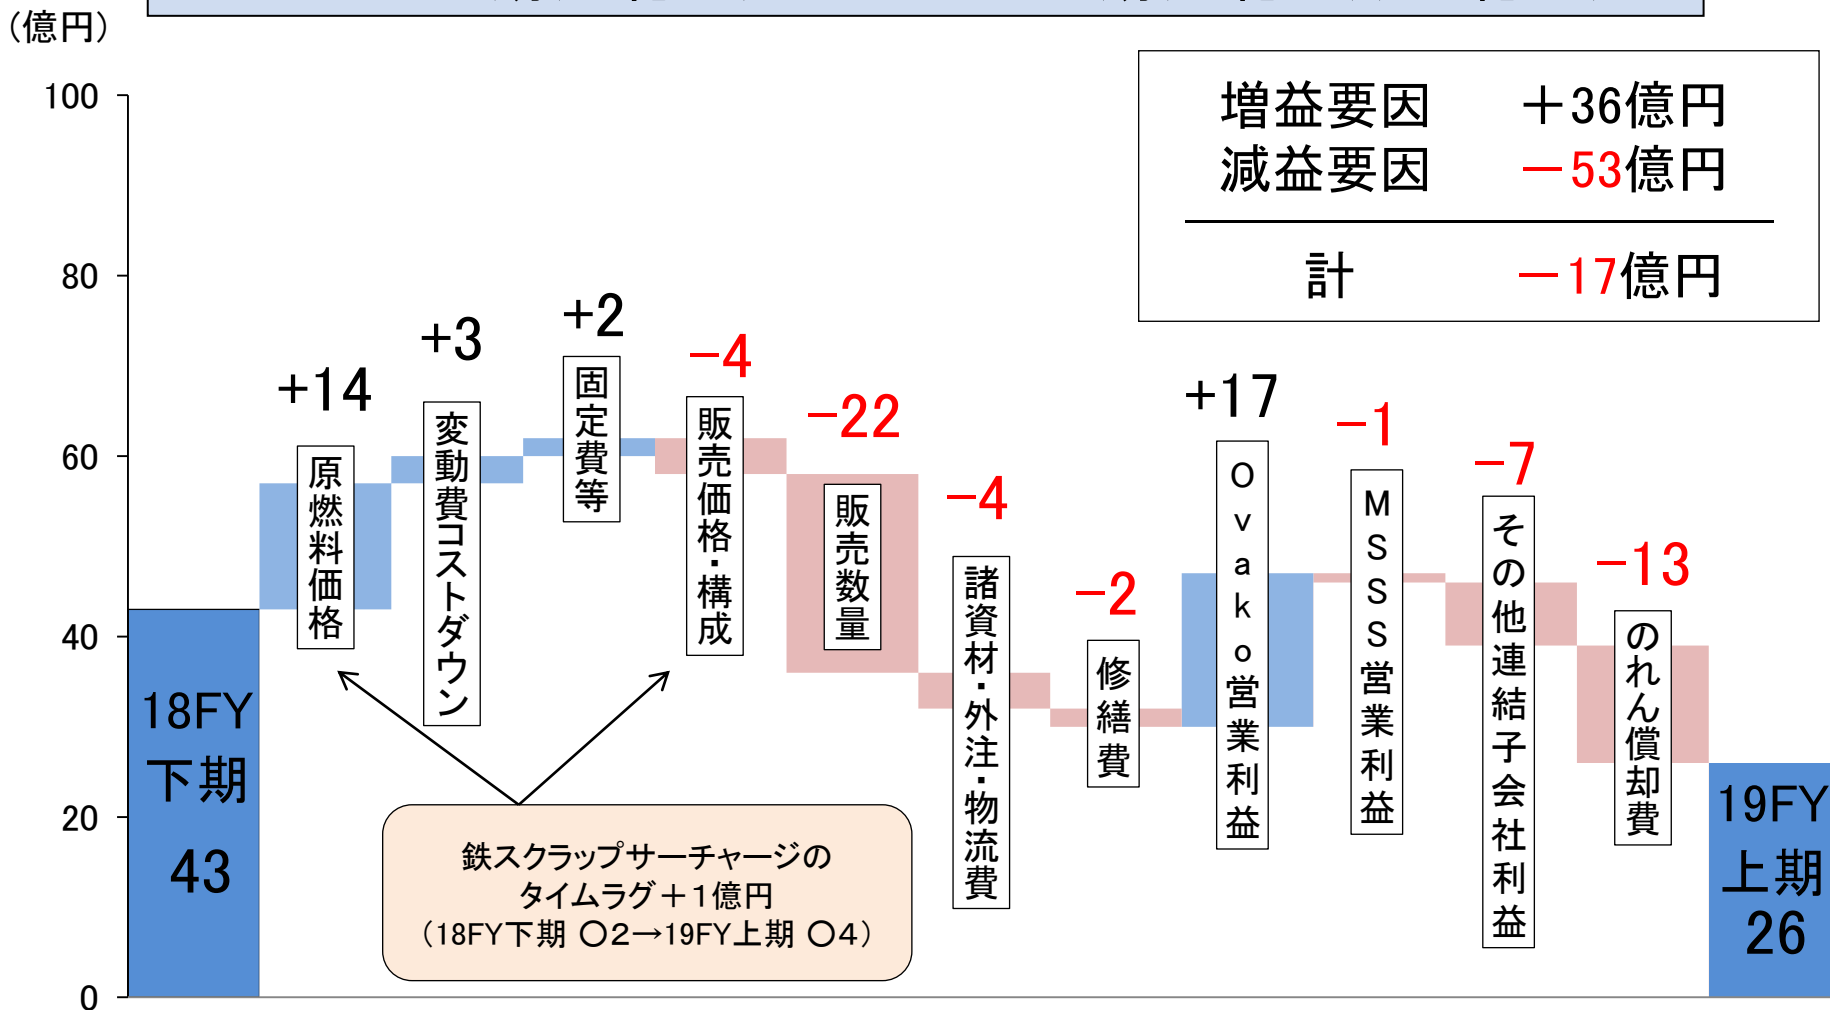 (億円)
増益要因 +36億円
減益要因 －53億円
計 －17億円
100
80
60
40
20
0
18FY
下期
43
+14
原燃料価格
+3
変動費コストダウン
+2
固定費等
－4
販売価格・構成
－22
販売数量
－4
諸資材・外注・物流費
－2
修繕費
+17
Ovako営業利益
－1
MSSS営業利益
－7
その他連結子会社利益
－13
のれん償却費
19FY
上期
26
鉄スクラップサーチャージの
タイムラグ＋１億円
（18FY下期 〇２→19FY上期 〇４）